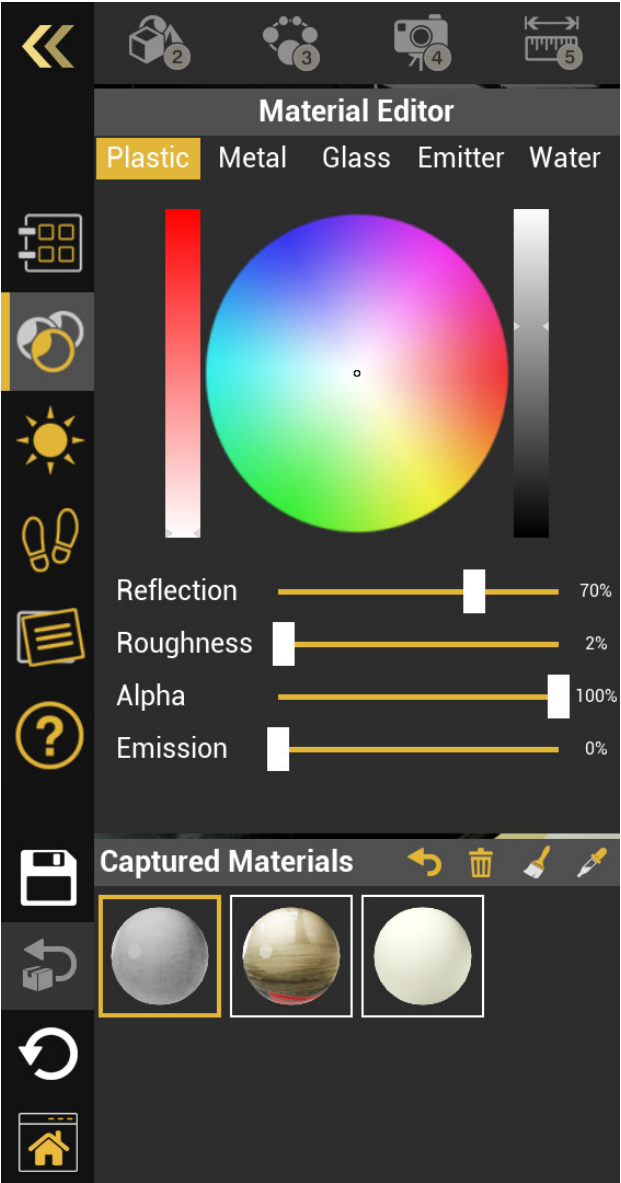 2
3
4
5
Material Editor
Plastic Metal Glass Emitter Water
Reflection 70%
Roughness 2%
Alpha 100%
Emission 0%
?
Captured Materials